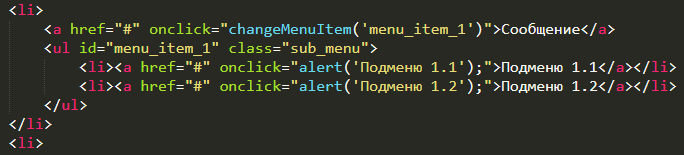 <li>
<a href="#" onclick="changeMenuItem('menu_item_1')">Сообщение</a>
<ul id="menu_item_1" class="sub_menu">
<li><a href="#" onclick="alert('Подменю 1.1');">Подменю 1.1</a></li>
<li><a href="#" onclick="alert('Подменю 1.2');">Подменю 1.2</a></li>
</ul>
</li>
<li>